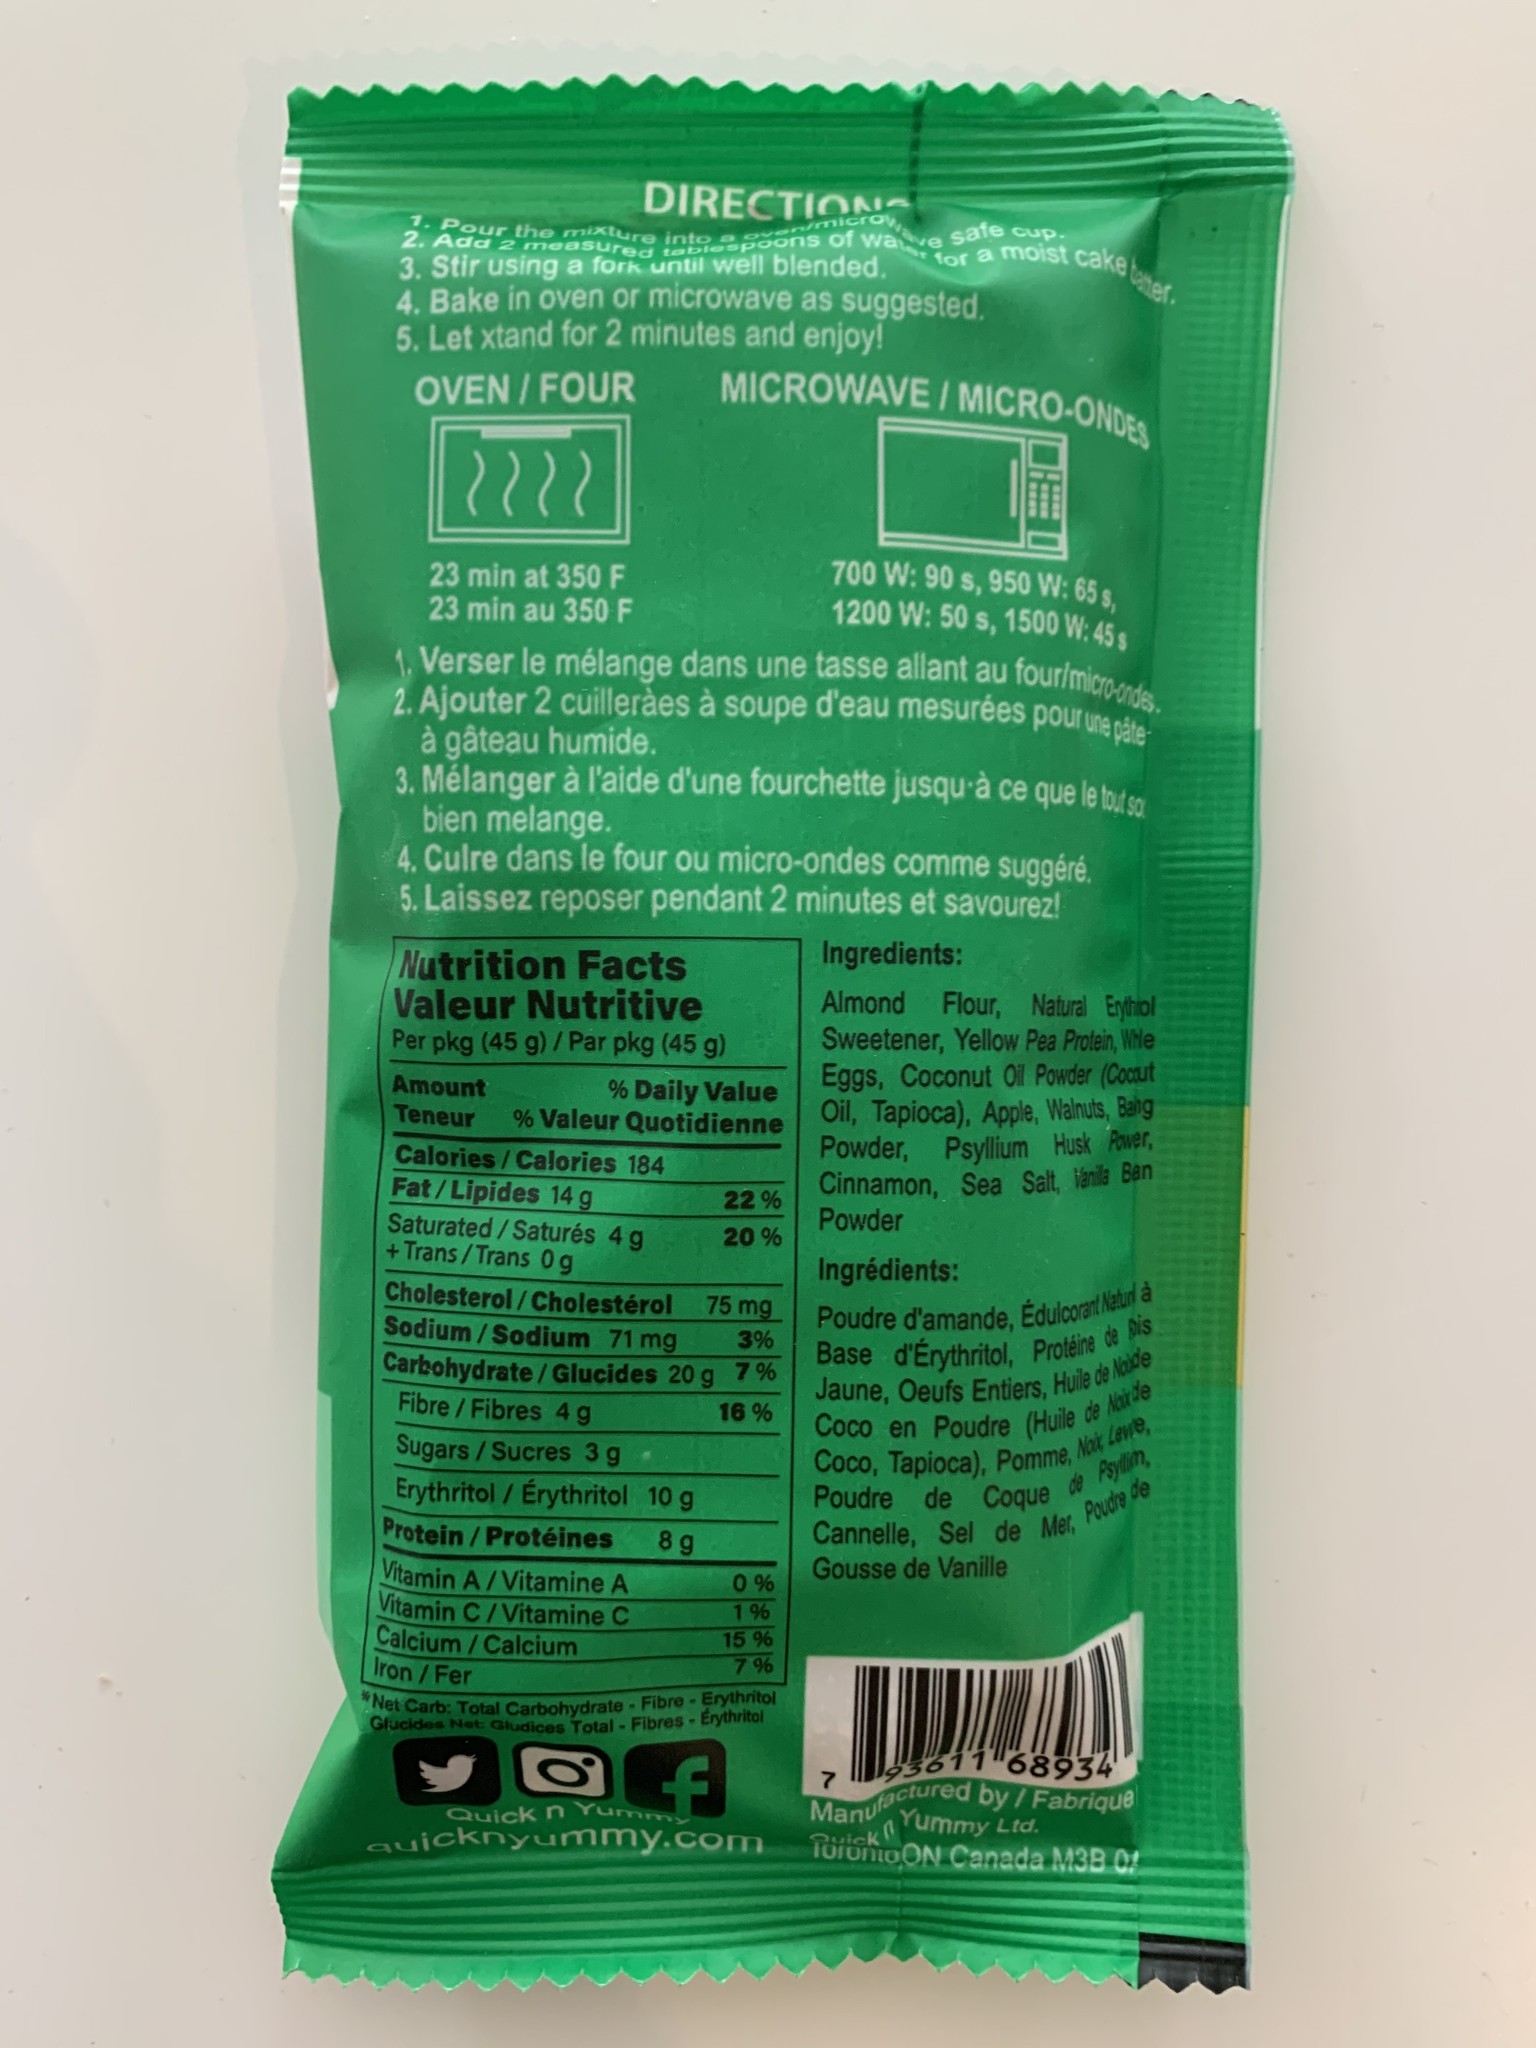 DIRECTIONS
1. Pour the mixture into a oven/microwave safe cup.
2. Add 2 measured tablespoons of water for a moist cake batter.
3. Stir using a fork until well blended.
4. Bake in oven or microwave as suggested.
5. Let xtand for 2 minutes and enjoy!
OVEN / FOUR
MICROWAVE / MICRO-ONDES
23 min at 350 F
23 min au 350 F
700 W: 90 s, 950 W: 65 s,
1200 W: 50 s, 1500 W: 45 s
1. Verser le mélange dans une tasse allant au four/micro-ondes.
2. Ajouter 2 cuilleràes à soupe d'eau mesurées pour une pâte
à gâteau humide.
3. Mélanger à l'aide d'une fourchette jusqu·à ce que le tout
bien melange.
4. Culre dans le four ou micro-ondes comme suggéré.
5. Laissez reposer pendant 2 minutes et savourez!
Nutrition Facts
Valeur Nutritive
Per pkg (45 g) / Par pkg (45 g)
Amount % Daily Value
Teneur % Valeur Quotidienne
Calories / Calories 184
Fat / Lipides 14 g 22 %
Saturated / Saturés 4 g 20 %
+ Trans / Trans 0 g
Cholesterol / Cholestérol 75 mg
Sodium / Sodium 71 mg 3%
Carbohydrate / Glucides 20 g 7 %
Fibre / Fibres 4 g 16 %
Sugars / Sucres 3 g
Erythritol / Érythritol 10 g
Protein / Protéines 8 g
Vitamin A / Vitamine A 0 %
Vitamin C / Vitamine C 1 %
Calcium / Calcium 15 %
Iron / Fer 7 %
*Net Carb: Total Carbohydrate - Fibre - Erythritol
Glucides Net: Gludices Total - Fibres - Érythritol
Quick n Yummy
quicknyummy.com
Ingredients:
Almond Flour, Natural
Sweetener, Yellow Pea Protein,
Eggs, Coconut Oil Powder
Oil, Tapioca), Apple, Walnuts,
Powder, Psyllium Husk
Cinnamon, Sea Salt, Vanilla
Powder
Ingrédients:
Poudre d'amande, Édulcorant Naturel à
Base d'Érythritol, Protéine de
Jaune, Oeufs Entiers, Huile de
Coco en Poudre (Huile de Noix de
Coco, Tapioca), Pomme, Noix,
Poudre de Coque de
Cannelle, Sel de Mer, Poudre de
Gousse de Vanille
7 93611 68934
Manufactured by / Fabrique
Quick n Yummy Ltd.
Toronto ON Canada M3B